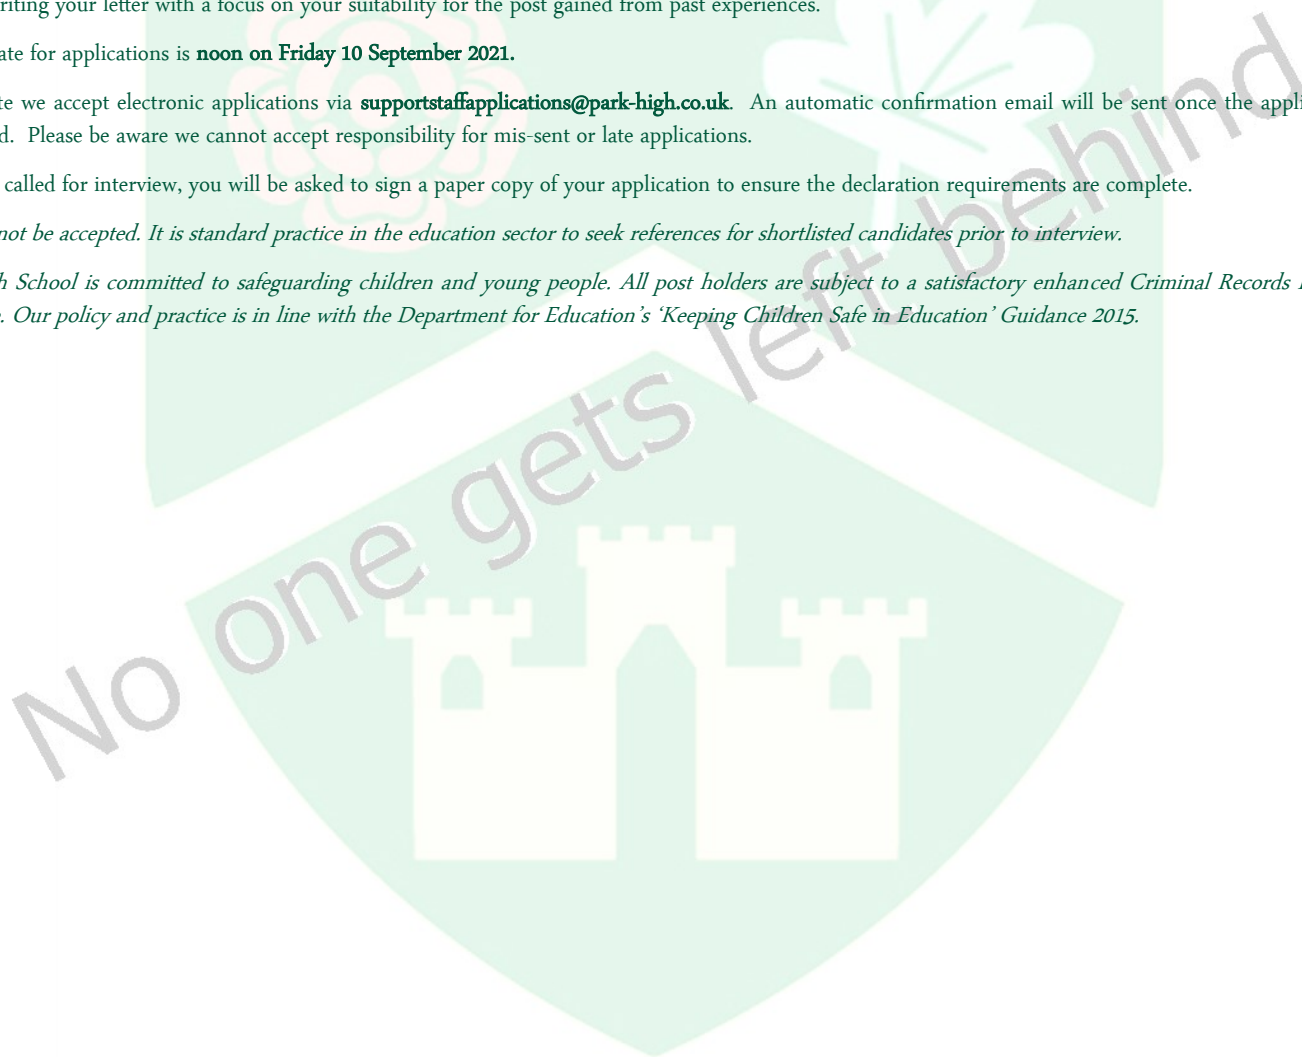 riting your letter with a focus on your suitability for the post gained from past experiences.
ate for applications is noon on Friday 10 September 2021.
te we accept electronic applications via supportstaffapplications@park-high.co.uk. An automatic confirmation email will be sent once the appli
d. Please be aware we cannot accept responsibility for mis-sent or late applications.
called for interview, you will be asked to sign a paper copy of your application to ensure the declaration requirements are complete.
not be accepted. It is standard practice in the education sector to seek references for shortlisted candidates prior to interview.
h School is committed to safeguarding children and young people. All post holders are subject to a satisfactory enhanced Criminal Records
. Our policy and practice is in line with the Department for Education’s ‘Keeping Children Safe in Education’ Guidance 2015.
No one gets left behind